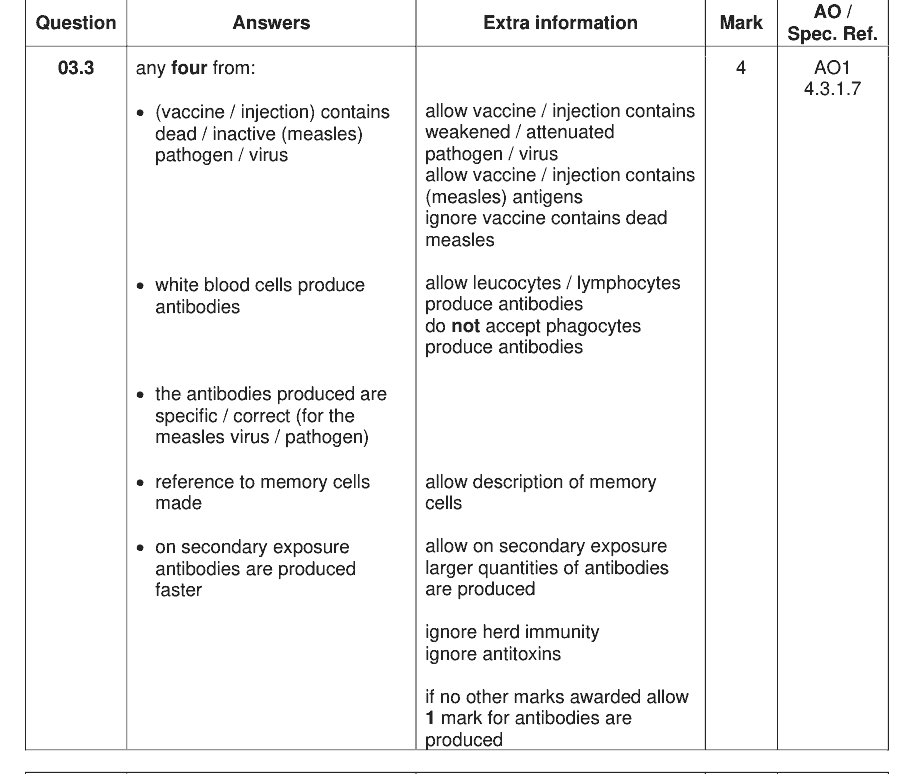 Question
Answers
Extra information
Mark
AO /
Spec. Ref.
03.3
any four from:
4
AO1
4.3.1.7
• (vaccine / injection) contains
dead / inactive (measles)
pathogen / virus
allow vaccine / injection contains
weakened / attenuated
pathogen / virus
allow vaccine / injection contains
(measles) antigens
ignore vaccine contains dead
measles
• white blood cells produce
antibodies
allow leucocytes / lymphocytes
produce antibodies
do not accept phagocytes
produce antibodies
• the antibodies produced are
specific / correct (for the
measles virus / pathogen)
• reference to memory cells
made
allow description of memory
cells
• on secondary exposure
antibodies are produced
faster
allow on secondary exposure
larger quantities of antibodies
are produced
ignore herd immunity
ignore antitoxins
if no other marks awarded allow
1 mark for antibodies are
produced